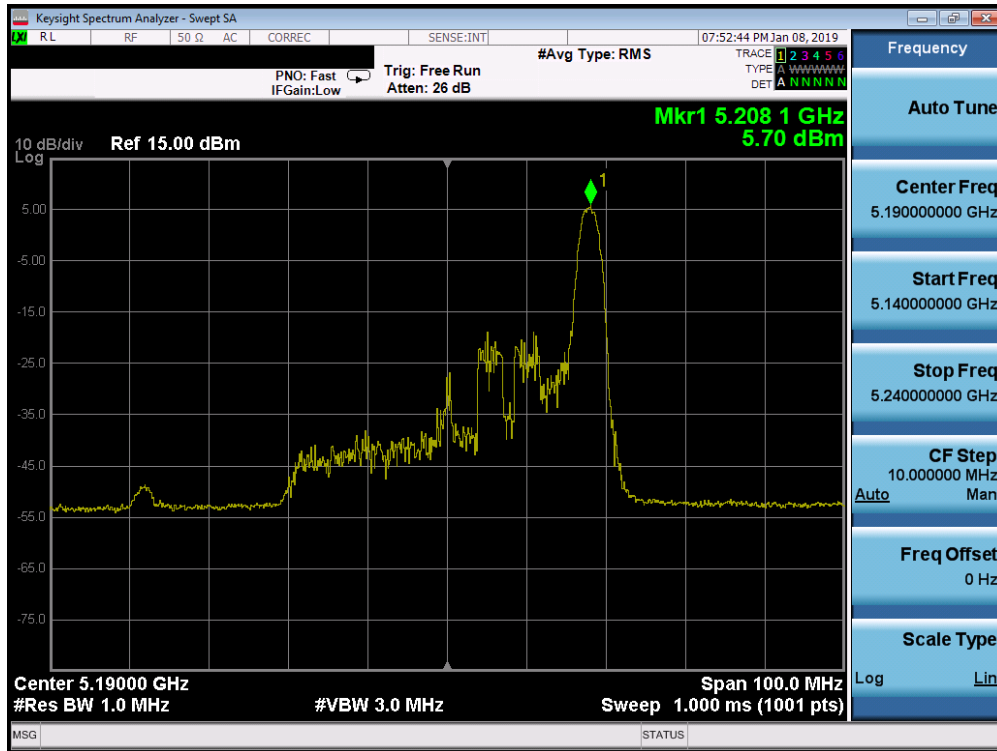 Keysight Spectrum Analyzer - Swept SA
LXI RL RF 50 Ω AC CORREC SENSE:INT 07:52:44 PM Jan 08, 2019
PNO: Fast
IFGain:Low
Trig: Free Run
Atten: 26 dB
#Avg Type: RMS
TRACE 1 2 3 4 5 6
TYPE A WWWWW
DET A N N N N N
Mkr1 5.208 1 GHz
5.70 dBm
10 dB/div Ref 15.00 dBm
Log
1
5.00
-5.00
-15.0
-25.0
-35.0
-45.0
-55.0
-65.0
-75.0
Center 5.19000 GHz Span 100.0 MHz
#Res BW 1.0 MHz #VBW 3.0 MHz Sweep 1.000 ms (1001 pts)
MSG STATUS
Frequency
Auto Tune
Center Freq
5.190000000 GHz
Start Freq
5.140000000 GHz
Stop Freq
5.240000000 GHz
CF Step
10.000000 MHz
Auto Man
Freq Offset
0 Hz
Scale Type
Log Lin